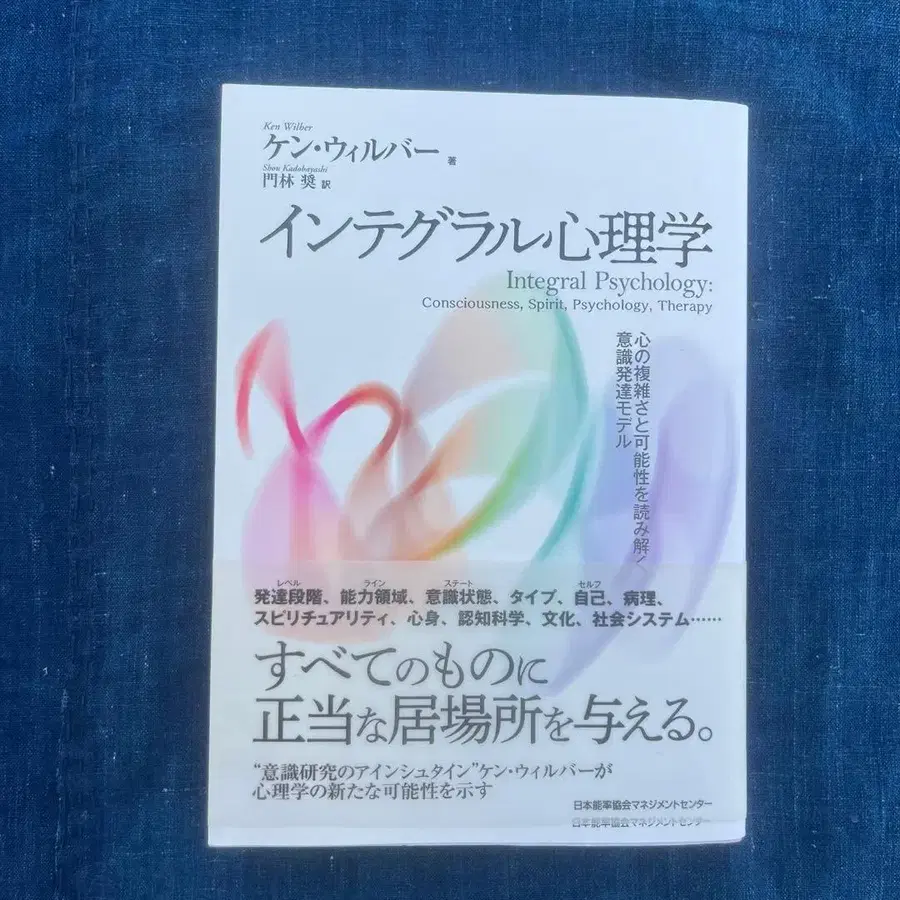 Ken Wilber
ケン・ウィルバー 著
Shou Kadobayashi
門林 奨 訳
インテグラル心理学
Integral Psychology:
Consciousness, Spirit, Psychology, Therapy
心の複雑さと可能性を読み解く
意識発達モデル
レベル ライン ステート セルフ
発達段階、能力領域、意識状態、タイプ、自己、病理、
スピリチュアリティ、心身、認知科学、文化、社会システム……
すべてのものに
正当な居場所を与える。
“意識研究のアインシュタイン”ケン・ウィルバーが
心理学の新たな可能性を示す
日本能率協会マネジメントセンター
日本能率協会マネジメントセンター